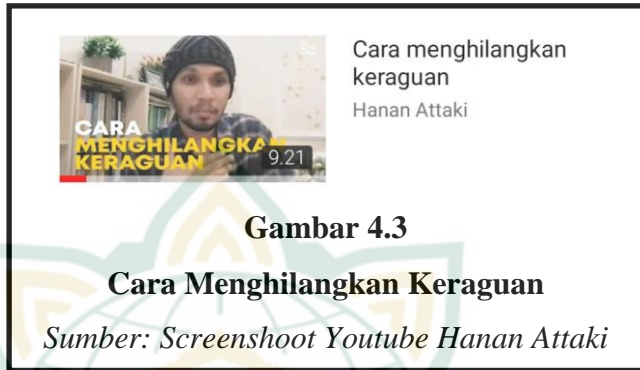 Cara menghilangkan
keraguan
Hanan Attaki
CARA
MENGHILANGKAN
KERAGUAN
9.21
Gambar 4.3
Cara Menghilangkan Keraguan
Sumber: Screenshoot Youtube Hanan Attaki